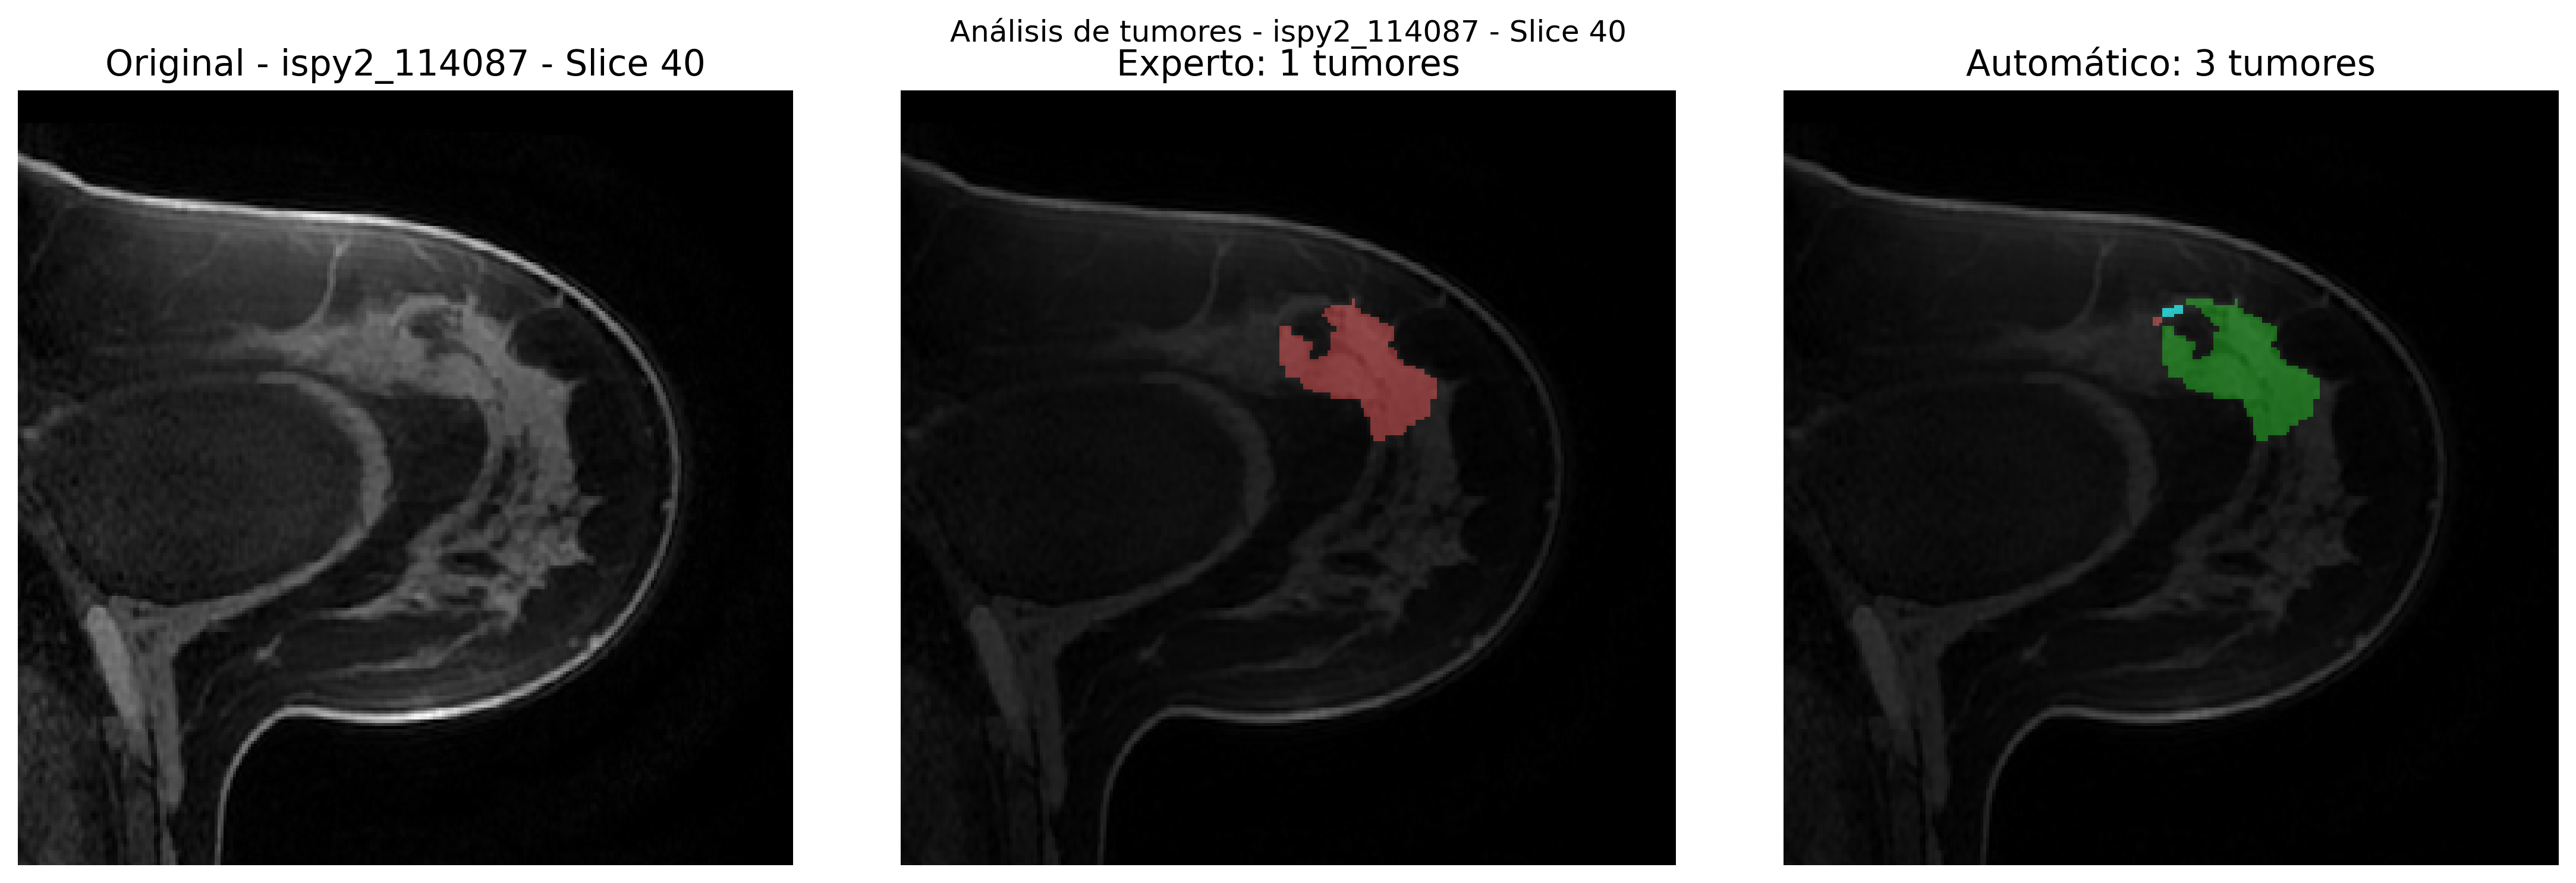 Análisis de tumores - ispy2_114087 - Slice 40
Original - ispy2_114087 - Slice 40
Experto: 1 tumores
Automático: 3 tumores